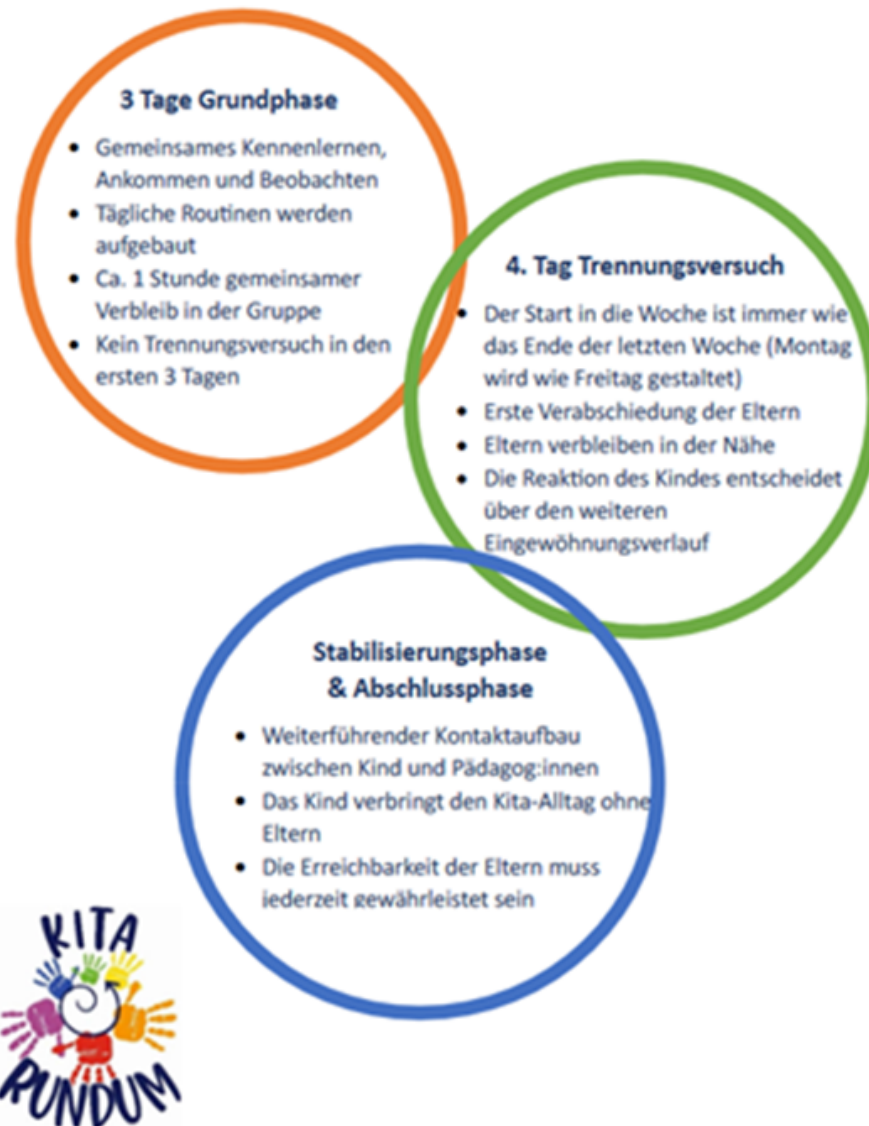 3 Tage Grundphase
Gemeinsames Kennenlernen,
Ankommen und Beobachten
Tägliche Routinen werden
aufgebaut
Ca. 1 Stunde gemeinsamer
Verbleib in der Gruppe
Kein Trennungsversuch in den
ersten 3 Tagen
4. Tag Trennungsversuch
Der Start in die Woche ist immer wie
das Ende der letzten Woche (Montag
wird wie Freitag gestaltet)
Erste Verabschiedung der Eltern
Eltern verbleiben in der Nähe
Die Reaktion des Kindes entscheidet
über den weiteren
Eingewöhnungsverlauf
Stabilisierungsphase
& Abschlussphase
Weiterführender Kontaktaufbau
zwischen Kind und Pädagog:innen
Das Kind verbringt den Kita-Alltag ohne
Eltern
Die Erreichbarkeit der Eltern muss
jederzeit gewährleistet sein
KITA
RUNDUM